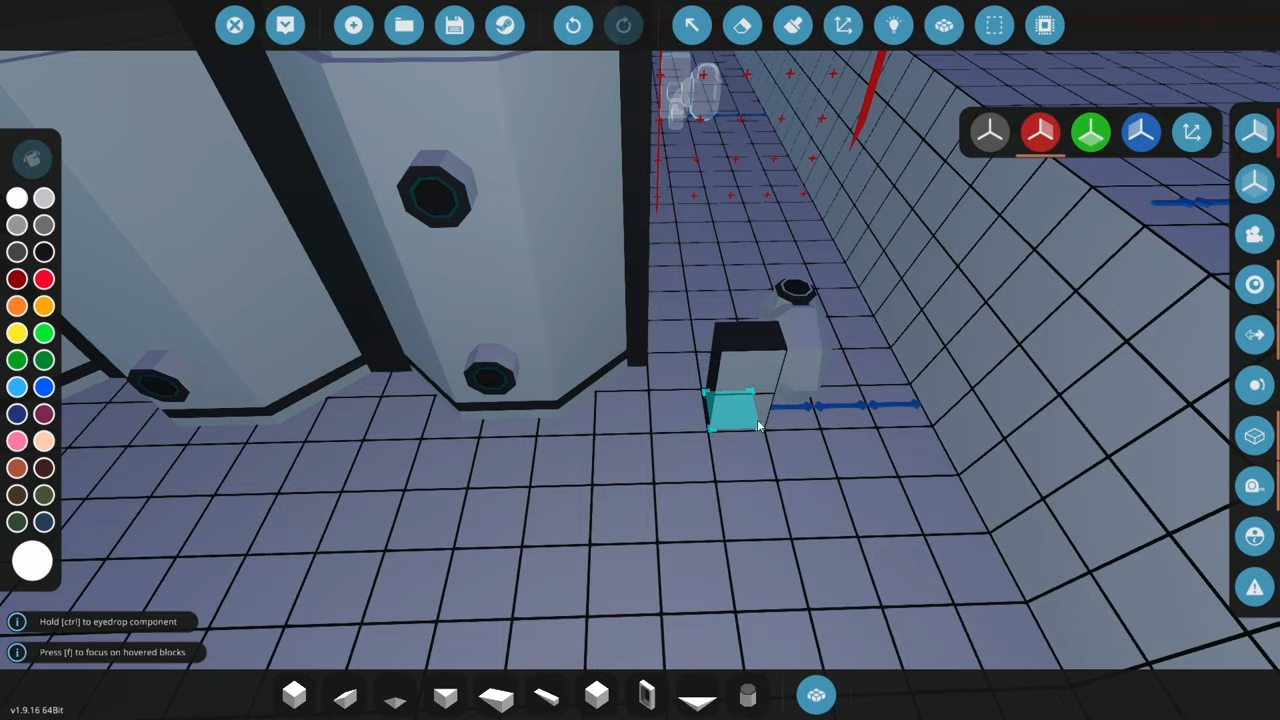 Hold [ctrl] to eyedrop component
Press [f] to focus on hovered blocks
v1.9.16 64Bit